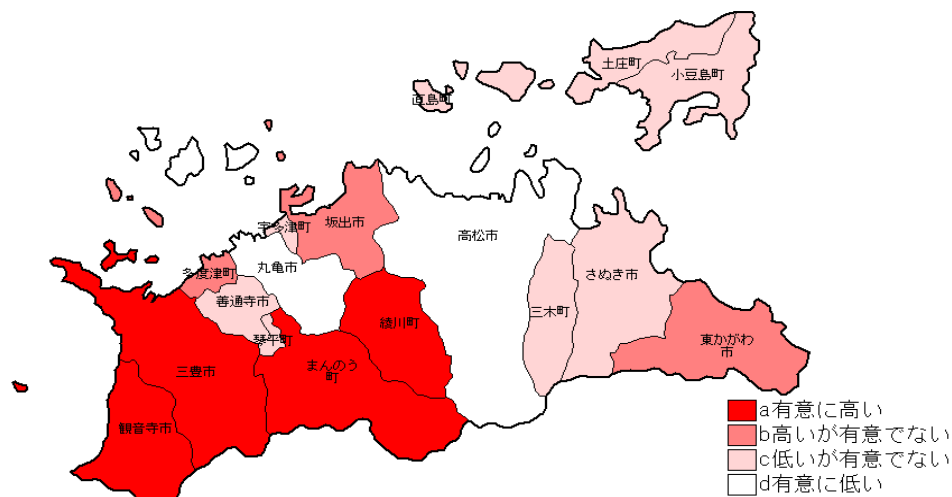 土庄町
小豆島町
直島町
宇多津町
坂出市
高松市
多度津町
丸亀市
さぬき市
善通寺市
三木町
綾川町
琴平町
東かがわ
市
まんのう
町
三豊市
観音寺市
a有意に高い
b高いが有意でない
c低いが有意でない
d有意に低い